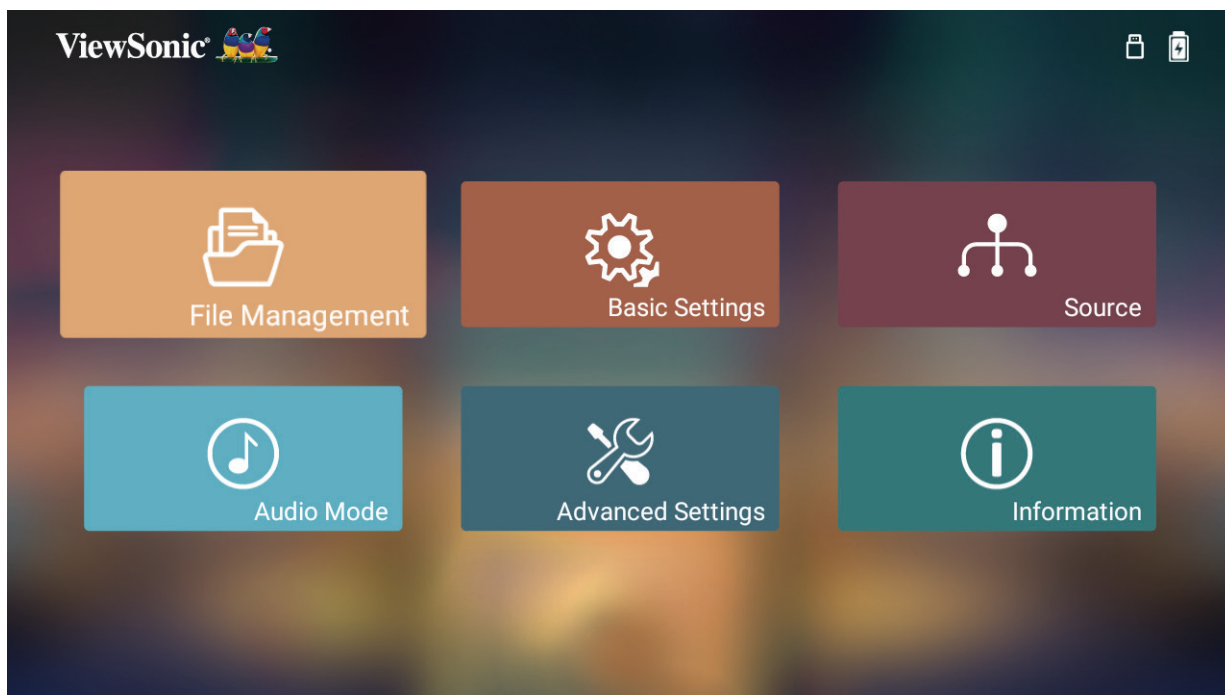 ViewSonic®
File Management
Basic Settings
Source
Audio Mode
Advanced Settings
Information